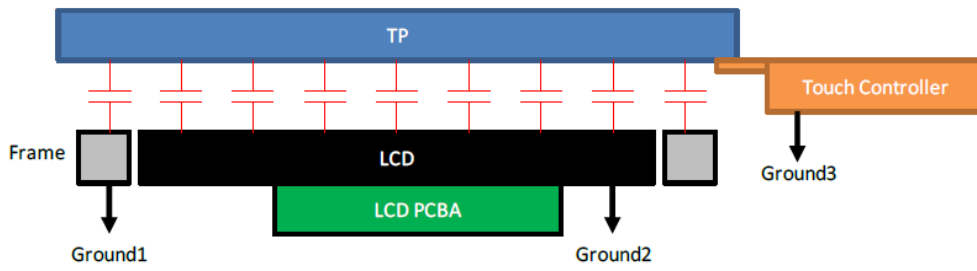 TP
Touch Controller
Frame
LCD
Ground3
LCD PCBA
Ground1
Ground2